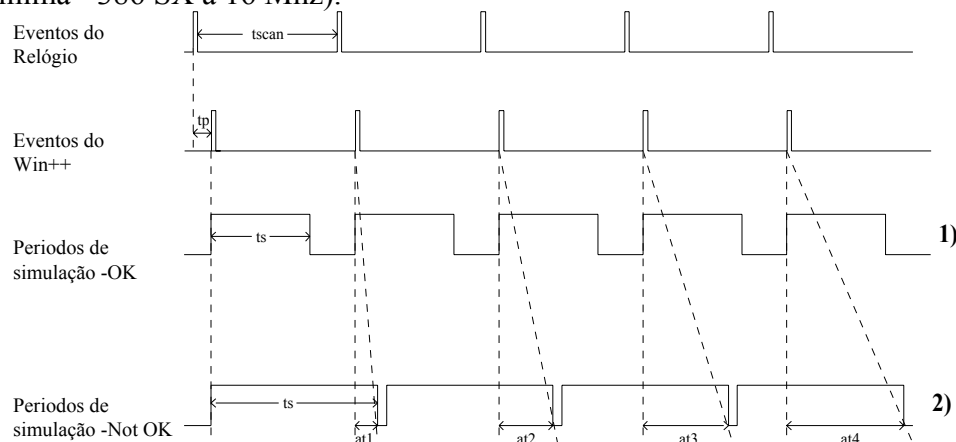 Eventos do
Relógio
tscan
tp
Eventos do
Win++
Periodos de
simulação -OK
ts
1)
Periodos de
simulação -Not OK
ts
2)
at1
at2
at3
at4